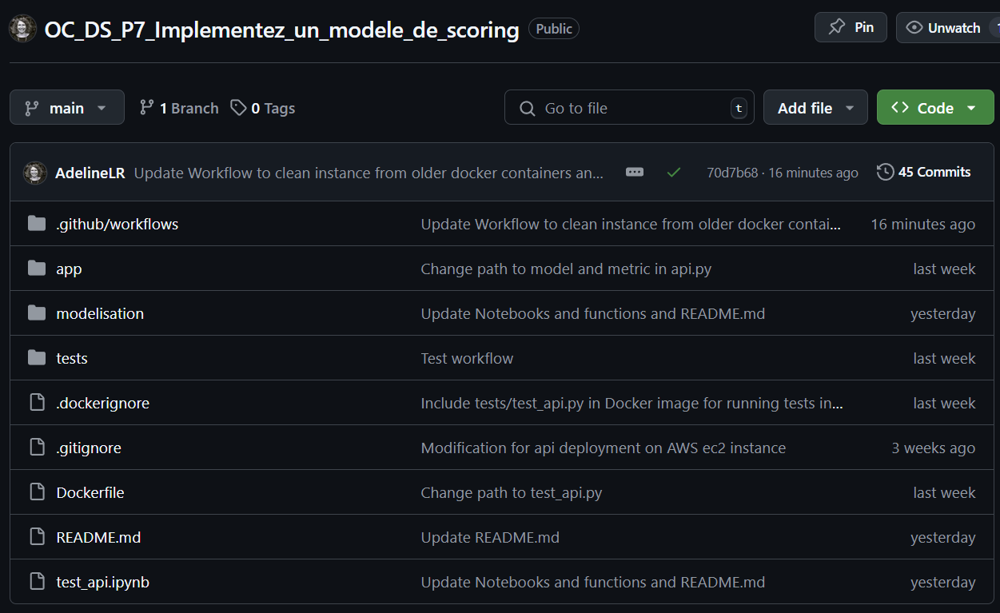 OC_DS_P7_Implementez_un_modele_de_scoring Public Pin Unwatch
main 1 Branch 0 Tags Go to file t Add file Code
AdelineLR Update Workflow to clean instance from older docker containers an... 70d7b68 · 16 minutes ago 45 Commits
.github/workflows Update Workflow to clean instance from older docker contai... 16 minutes ago
app Change path to model and metric in api.py last week
modelisation Update Notebooks and functions and README.md yesterday
tests Test workflow last week
.dockerignore Include tests/test_api.py in Docker image for running tests in... last week
.gitignore Modification for api deployment on AWS ec2 instance 3 weeks ago
Dockerfile Change path to test_api.py last week
README.md Update README.md yesterday
test_api.ipynb Update Notebooks and functions and README.md yesterday